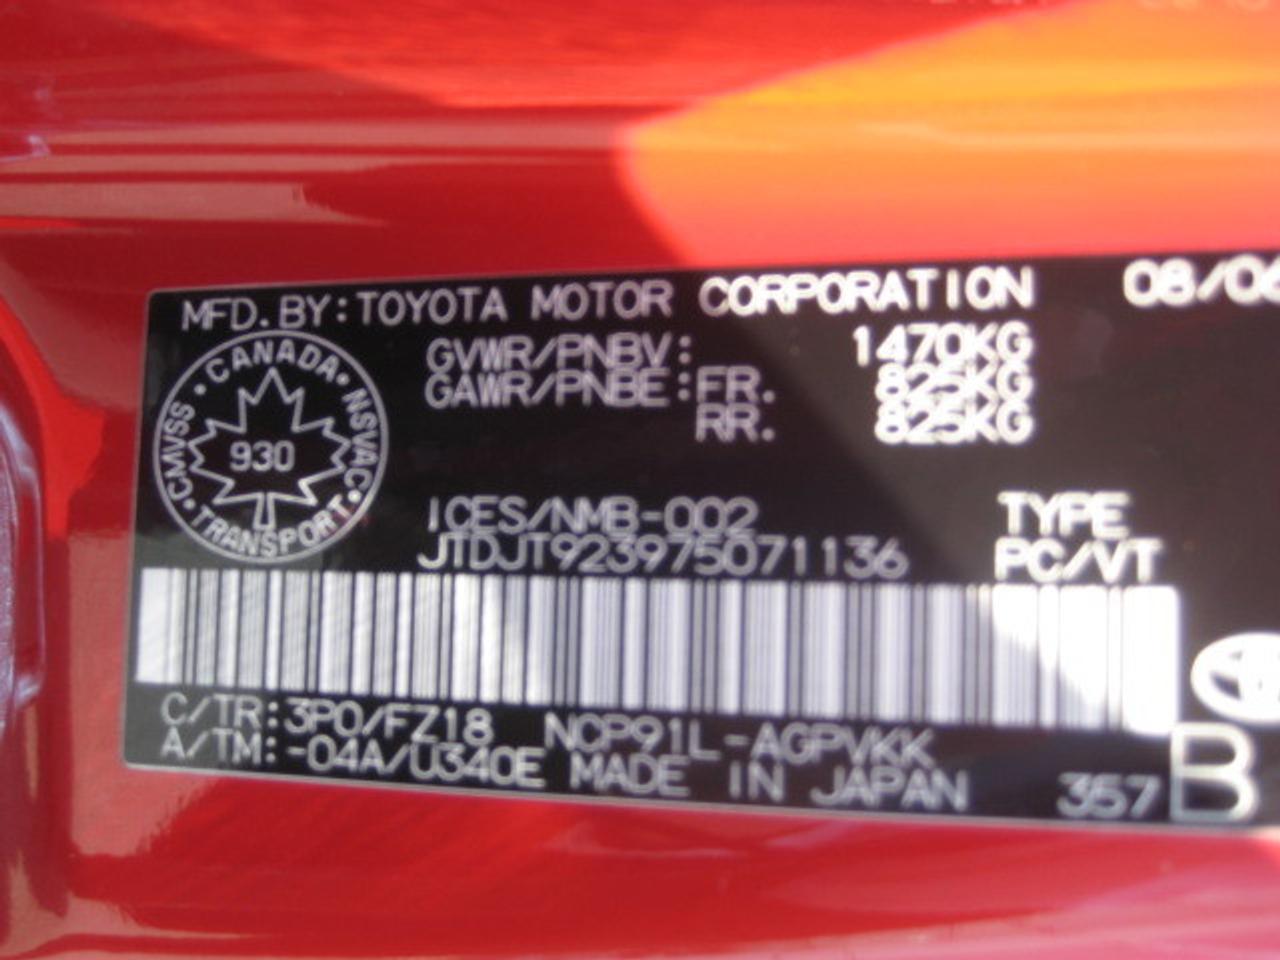 MFD. BY: TOYOTA MOTOR CORPORATION 08/06
GVWR/PNBV: 1470KG
GAWR/PNBE: FR. 825KG
RR. 825KG
CANADA · NSVAC · TRANSPORT · CMVSS ·
930
ICES/NMB-002 TYPE
JTDJT923975071136 PC/VT
C/TR: 3P0/FZ18 NCP91L-AGPVKK
A/TM: -04A/U340E MADE IN JAPAN 357 B